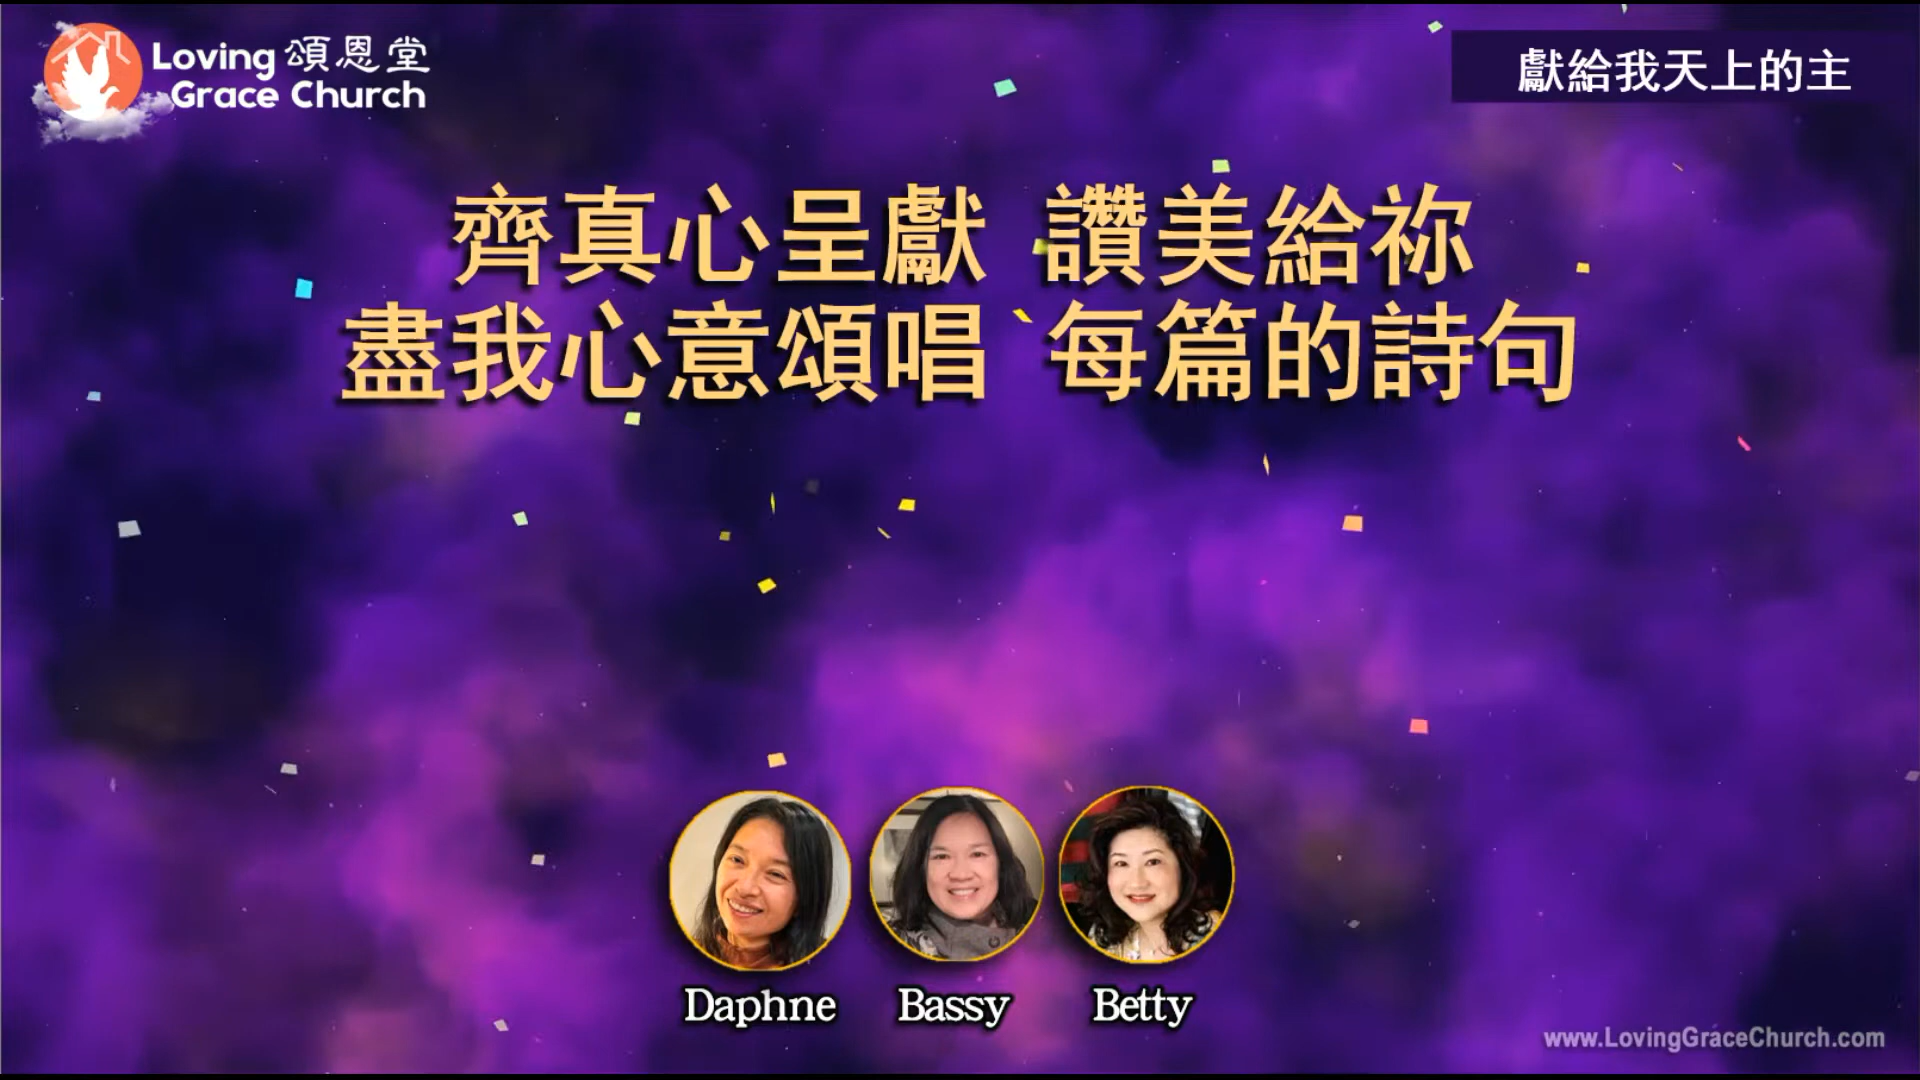 Loving 頌恩堂
Grace Church
獻給我天上的主
齊真心呈獻 讚美給祢
盡我心意頌唱 每篇的詩句
Daphne
Bassy
Betty
www.LovingGraceChurch.com